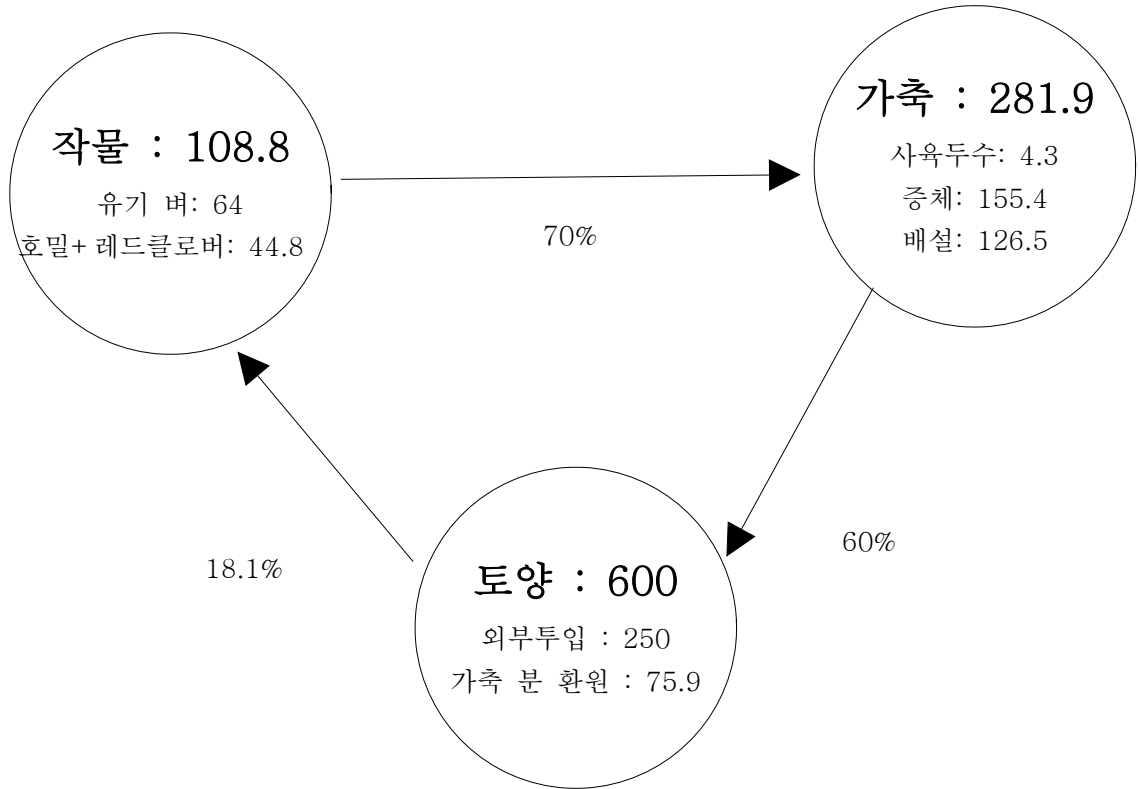 작물 : 108.8
유기 벼: 64
호밀+ 레드클로버: 44.8
70%
가축 : 281.9
사육두수: 4.3
증체: 155.4
배설: 126.5
60%
토양 : 600
외부투입 : 250
가축 분 환원 : 75.9
18.1%